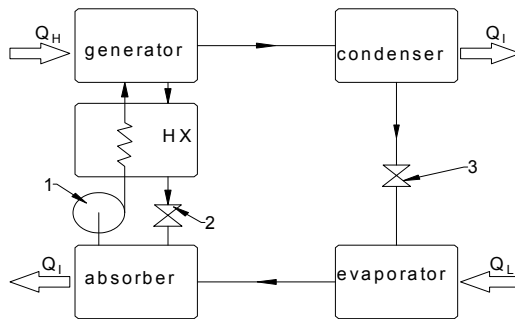 Q_H
generator
condenser
Q_I
HX
1
2
3
Q_I
absorber
evaporator
Q_L